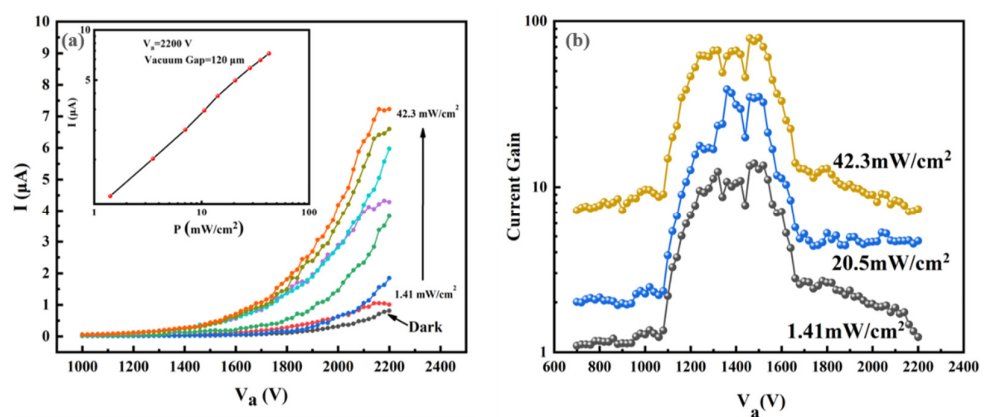 (a)
Vₐ=2200 V
Vacuum Gap=120 μm
I (μA)
10
5
1
10
100
P (mW/cm²)
10
9
8
7
6
5
4
3
2
1
0
I (μA)
42.3 mW/cm²
1.41 mW/cm²
Dark
1000 1200 1400 1600 1800 2000 2200 2400
Vₐ (V)
(b)
100
10
1
Current Gain
42.3mW/cm²
20.5mW/cm²
1.41mW/cm²
600 800 1000 1200 1400 1600 1800 2000 2200 2400
Vₐ(V)